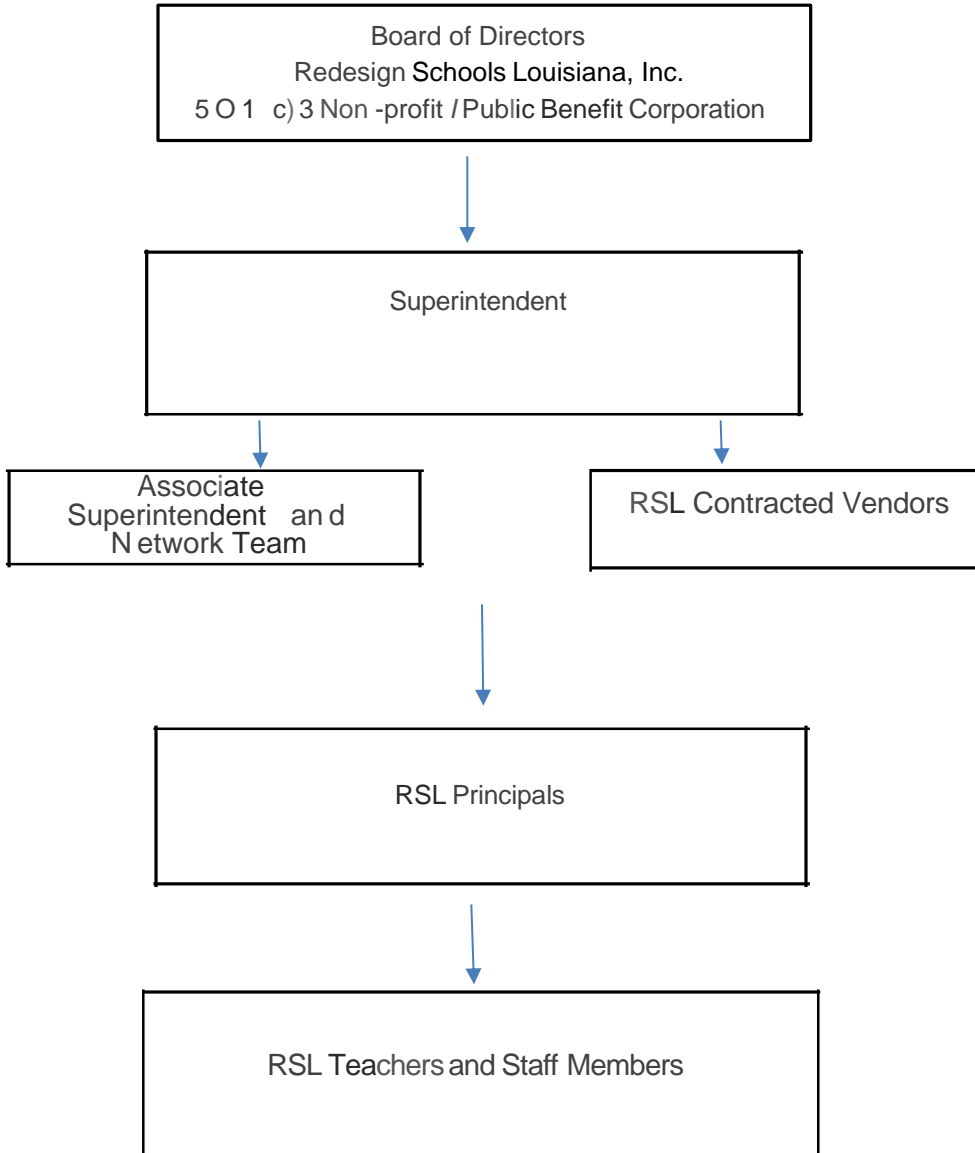 Board of Directors
Redesign Schools Louisiana, Inc.
5 O 1 c) 3 Non -profit / Public Benefit Corporation
Superintendent
Associate
Superintendent an d
N etwork Team
RSL Contracted Vendors
RSL Principals
RSL Teachers and Staff Members